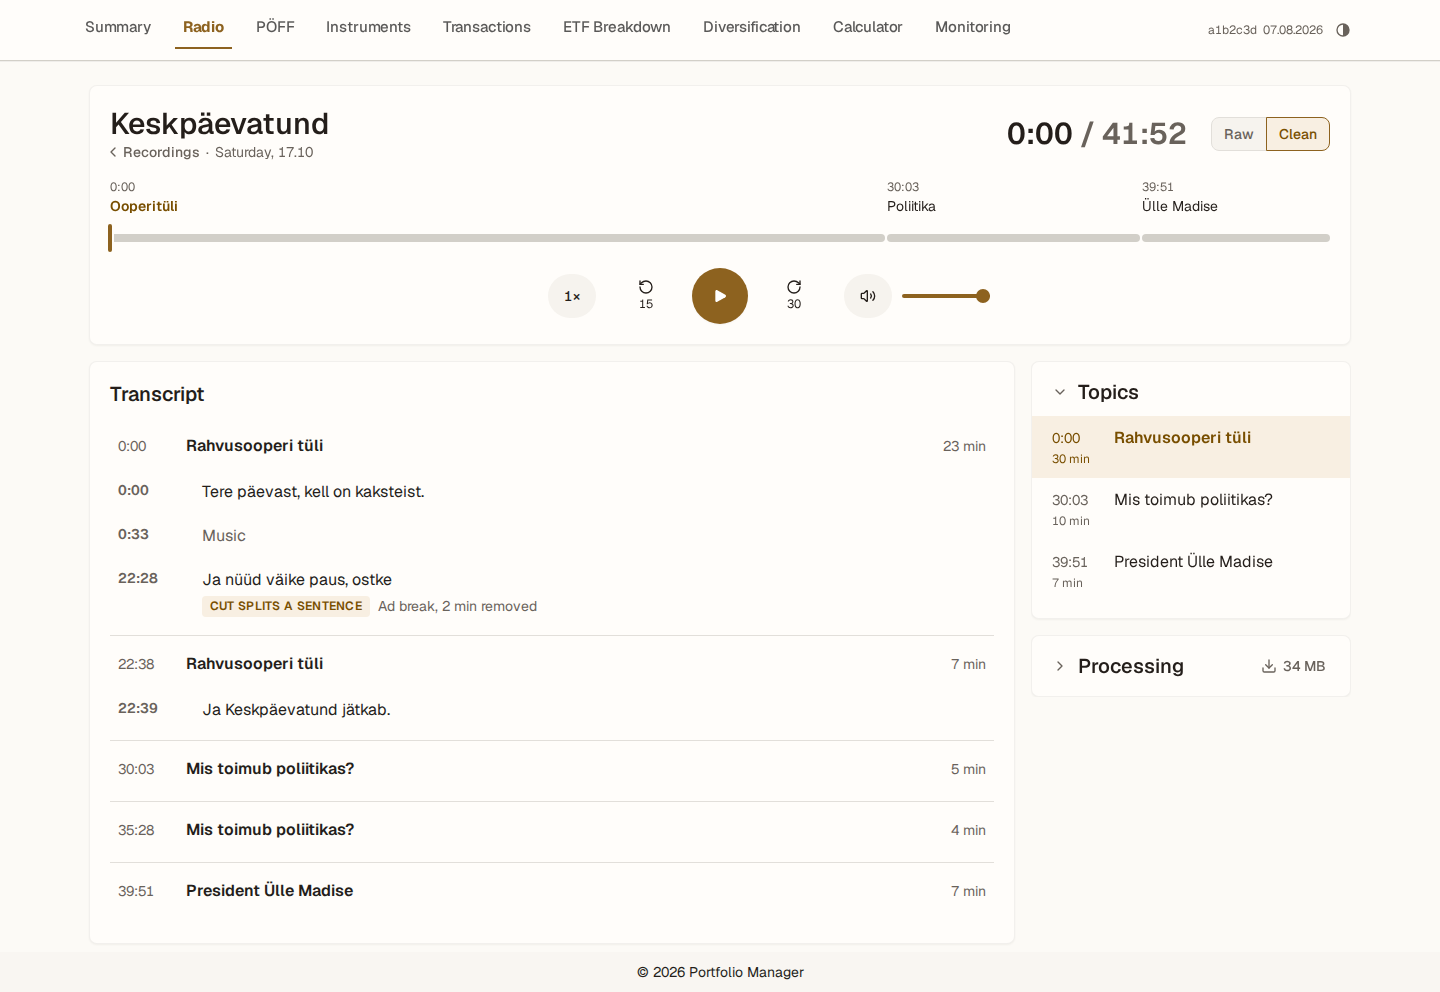 Summary Radio PÖFF Instruments Transactions ETF Breakdown Diversification Calculator Monitoring a1b2c3d 07.08.2026
Keskpäevatund
Recordings · Saturday, 17.10
0:00 / 41:52
Raw Clean
0:00 30:03 39:51
Ooperitüli Poliitika Ülle Madise
1× 15 30
Transcript
0:00 Rahvusooperi tüli 23 min
0:00 Tere päevast, kell on kaksteist.
0:33 Music
22:28 Ja nüüd väike paus, ostke
CUT SPLITS A SENTENCE Ad break, 2 min removed
22:38 Rahvusooperi tüli 7 min
22:39 Ja Keskpäevatund jätkab.
30:03 Mis toimub poliitikas? 5 min
35:28 Mis toimub poliitikas? 4 min
39:51 President Ülle Madise 7 min
Topics
0:00 Rahvusooperi tüli
30 min
30:03 Mis toimub poliitikas?
10 min
39:51 President Ülle Madise
7 min
Processing 34 MB
© 2026 Portfolio Manager